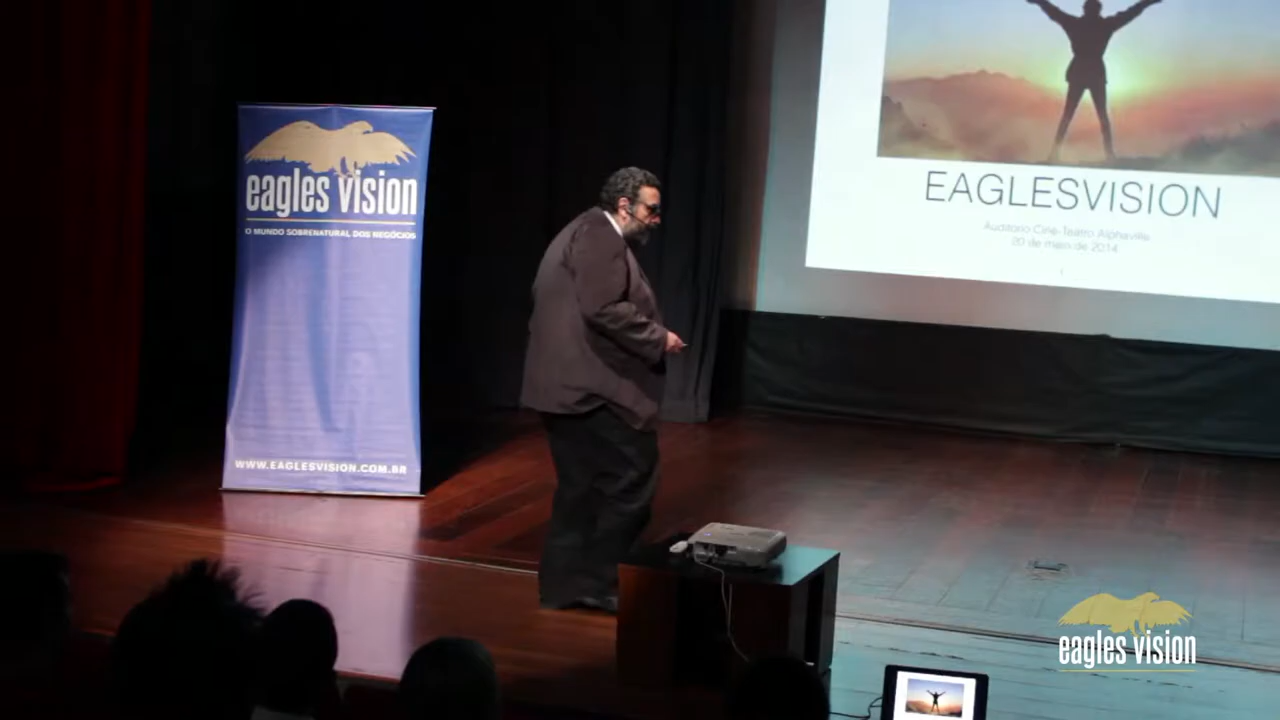 eagles vision
O MUNDO SOBRENATURAL DOS NEGÓCIOS
WWW.EAGLESVISION.COM.BR
EAGLESVISION
Auditório Cine-Teatro Alphaville
20 de maio de 2014
1
eagles vision